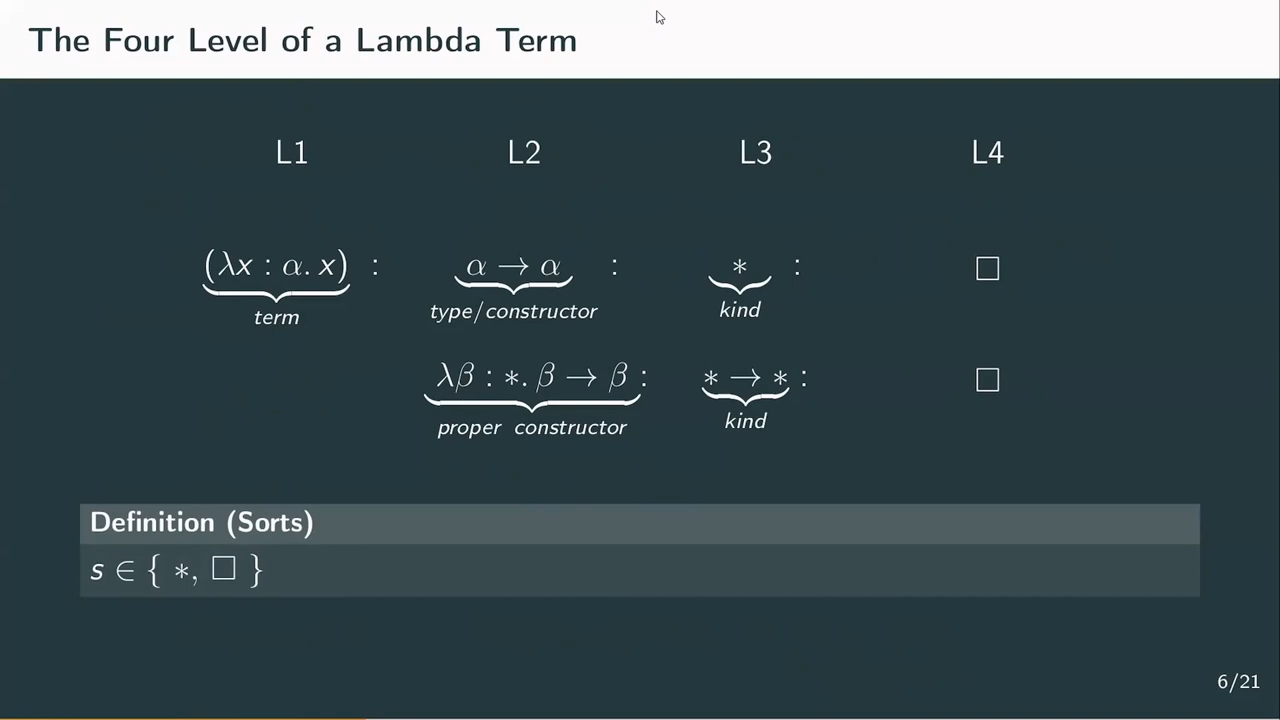 The Four Level of a Lambda Term
L1 L2 L3 L4
(λx : α. x) : α → α : * : □
term type/constructor kind
λβ : *. β → β : * → * : □
proper constructor kind
Definition (Sorts)
s ∈ { *, □ }
6/21